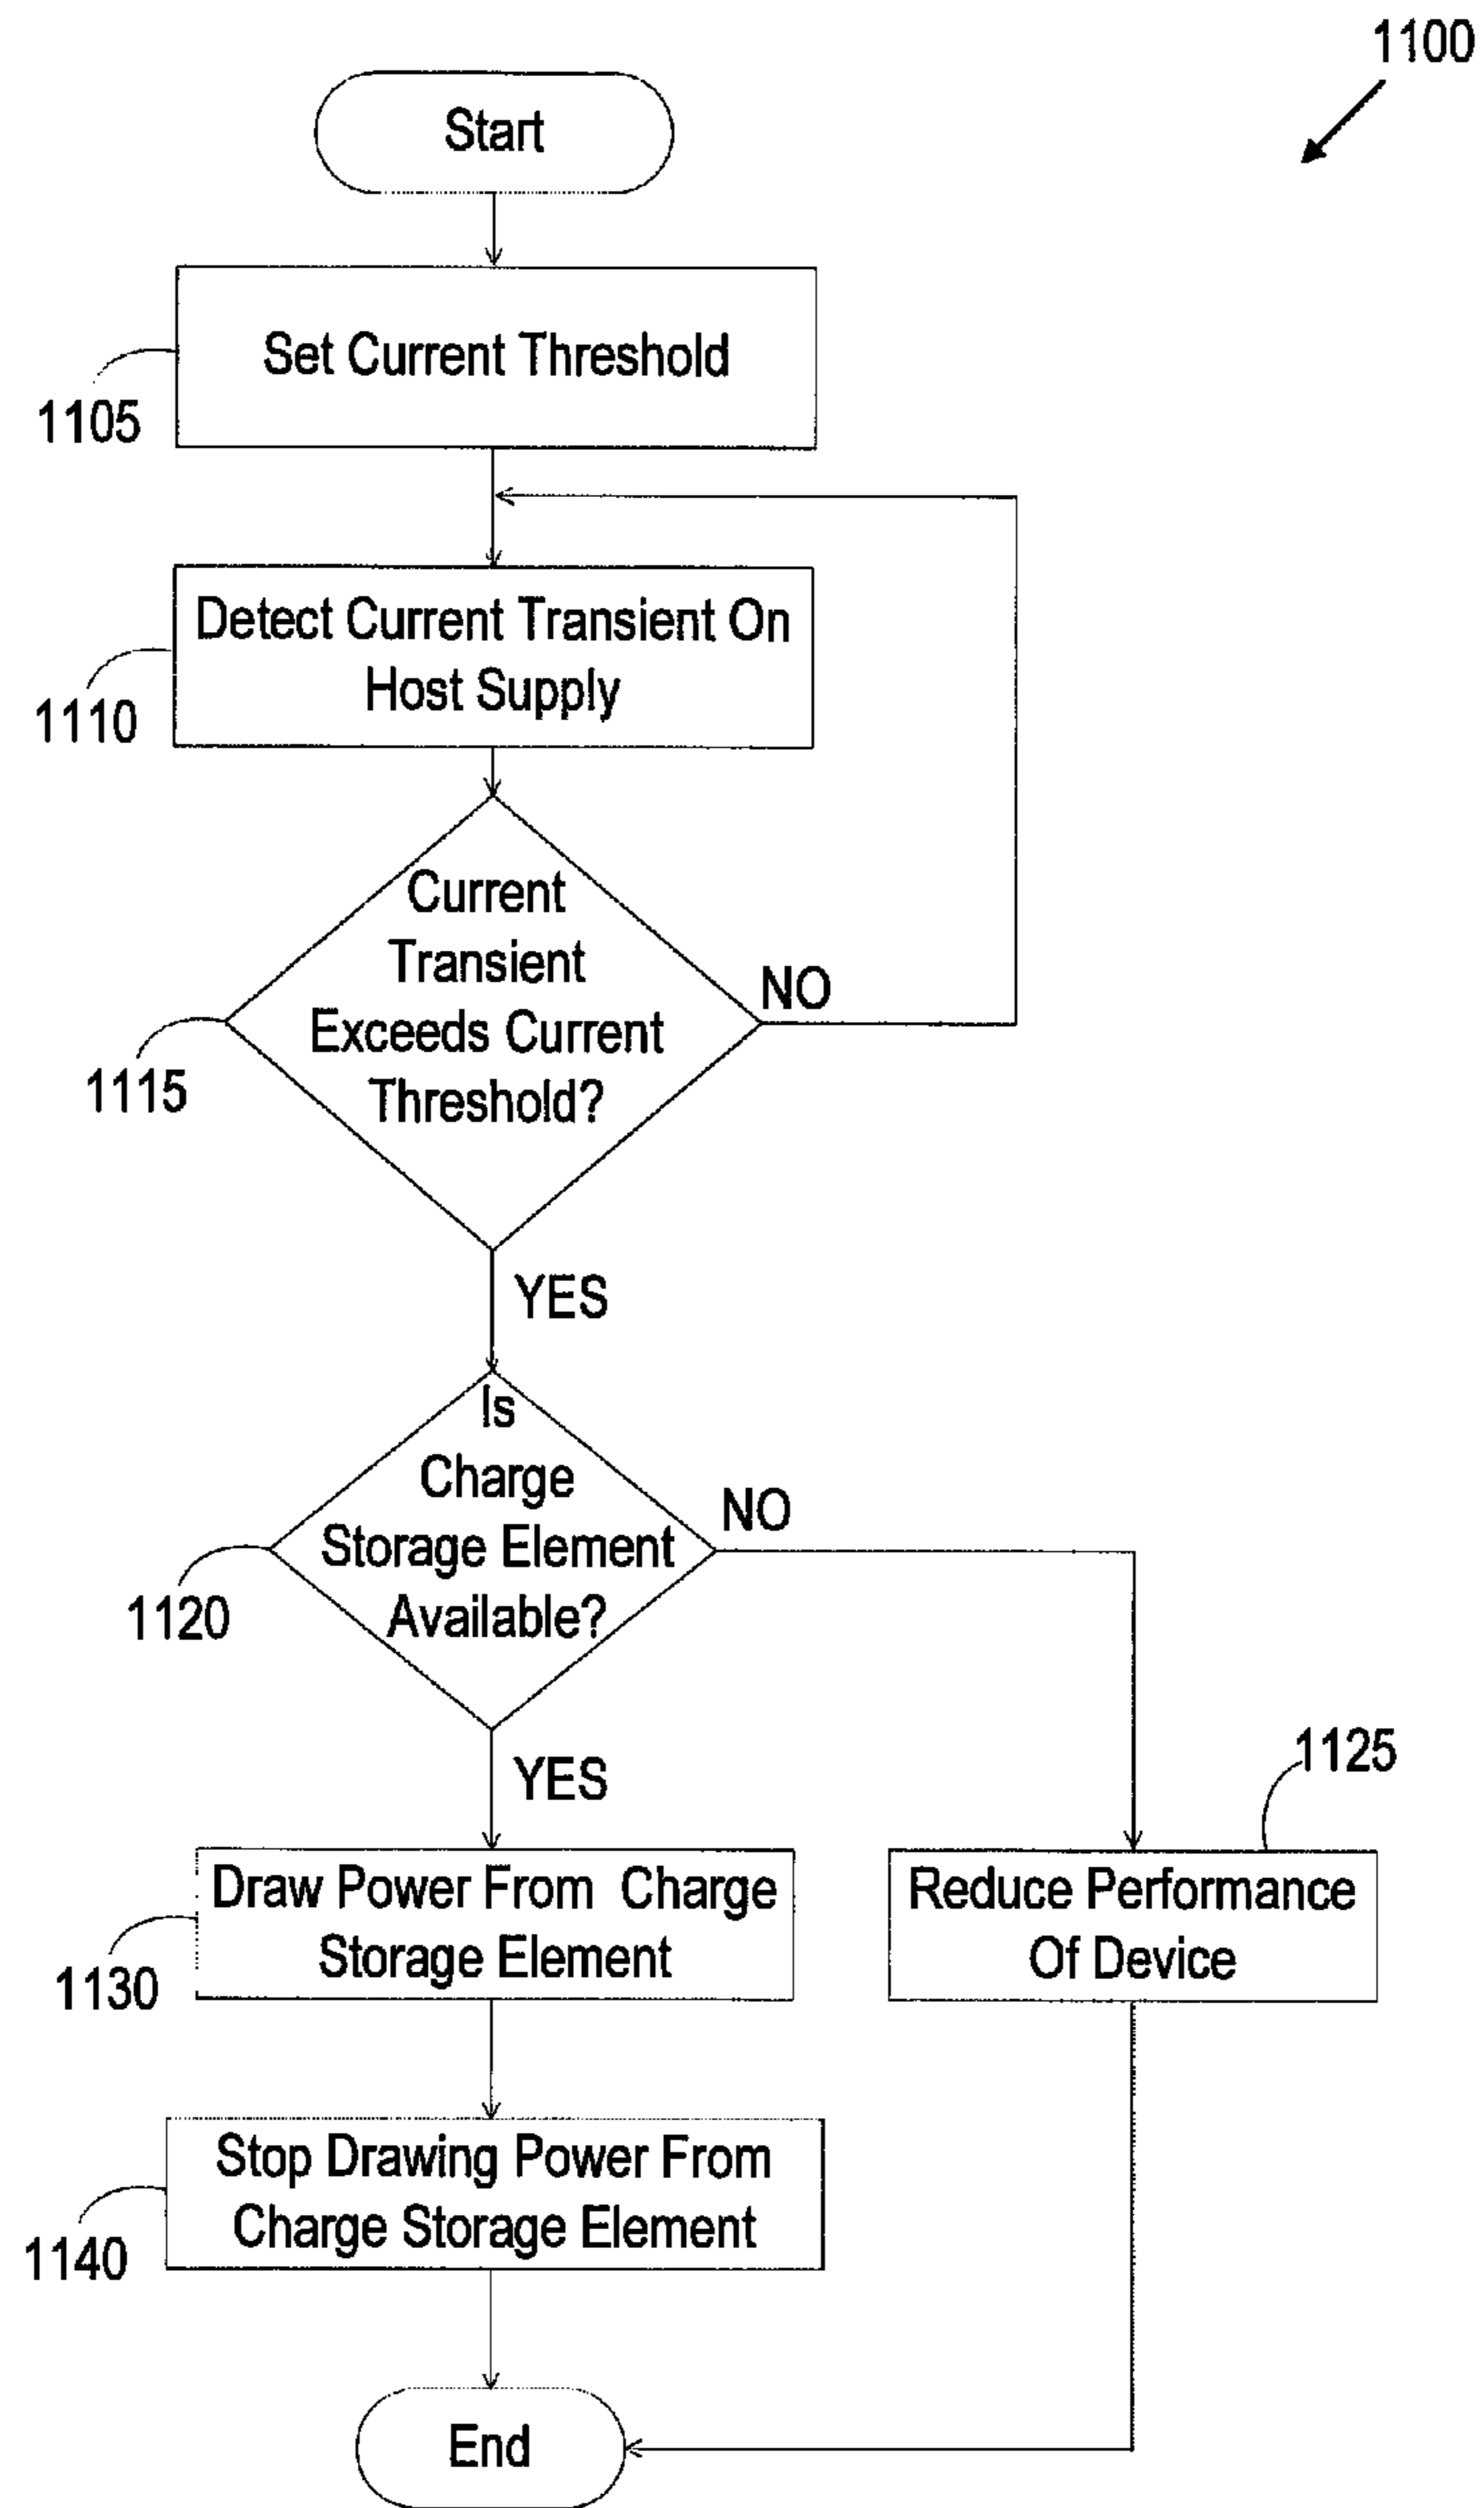 1100
Start
Set Current Threshold
1105
Detect Current Transient On
Host Supply
1110
Current
Transient
Exceeds Current
Threshold?
NO
1115
YES
Is
Charge
Storage Element
Available?
NO
1120
YES
1125
Draw Power From Charge
Storage Element
1130
Reduce Performance
Of Device
Stop Drawing Power From
Charge Storage Element
1140
End